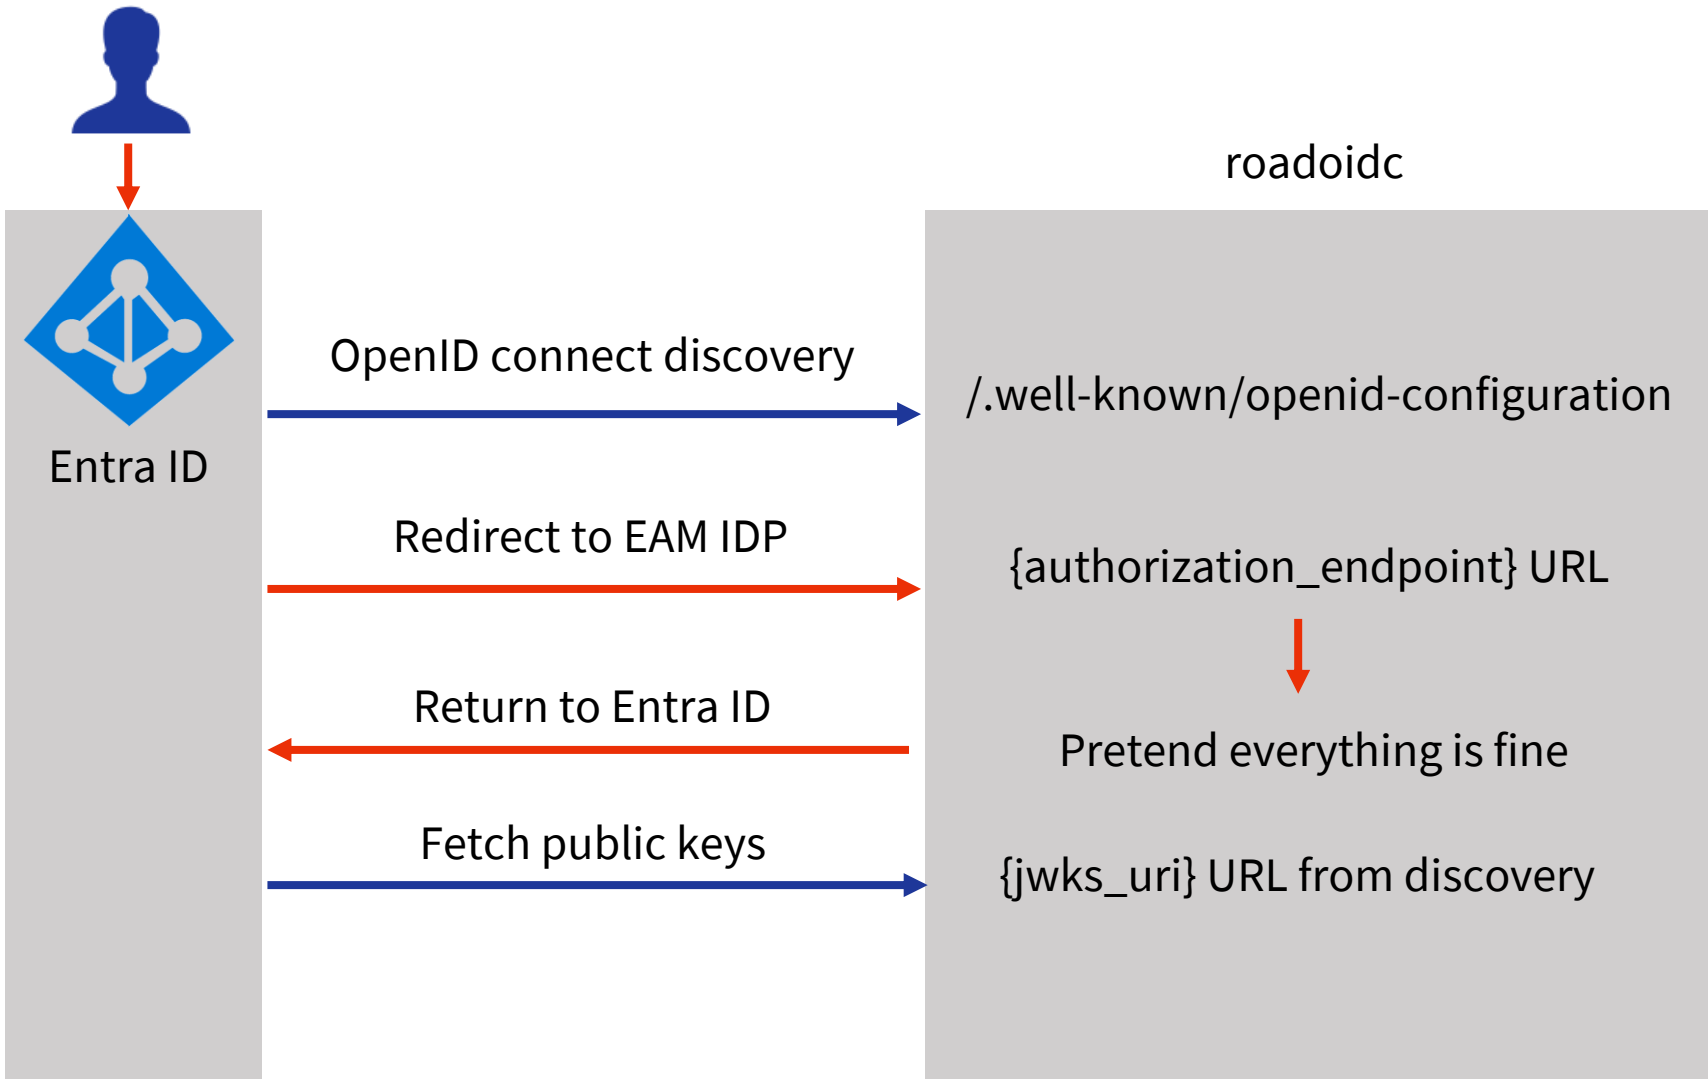 roadoidc
OpenID connect discovery
/.well-known/openid-configuration
Entra ID
Redirect to EAM IDP
{authorization_endpoint} URL
Return to Entra ID
Pretend everything is fine
Fetch public keys
{jwks_uri} URL from discovery